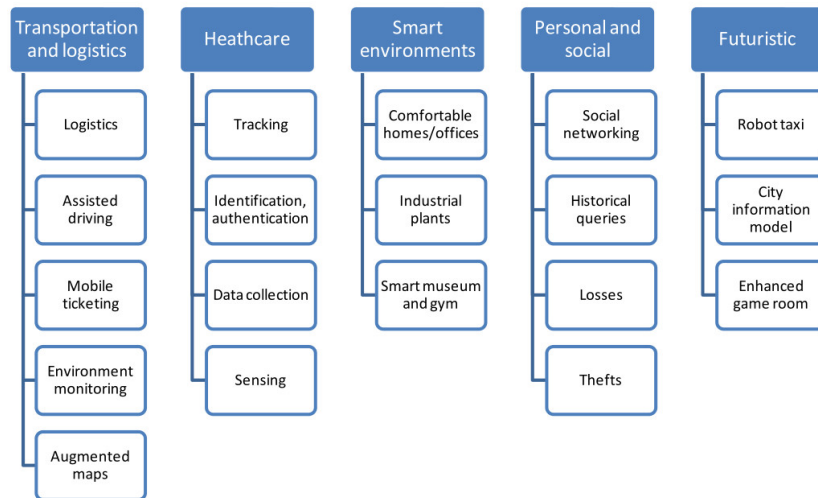 Transportation
and logistics
Logistics
Assisted
driving
Mobile
ticketing
Environment
monitoring
Augmented
maps
Heathcare
Tracking
Identification,
authentication
Data collection
Sensing
Smart
environments
Comfortable
homes/offices
Industrial
plants
Smart museum
and gym
Personal and
social
Social
networking
Historical
queries
Losses
Thefts
Futuristic
Robot taxi
City
information
model
Enhanced
game room